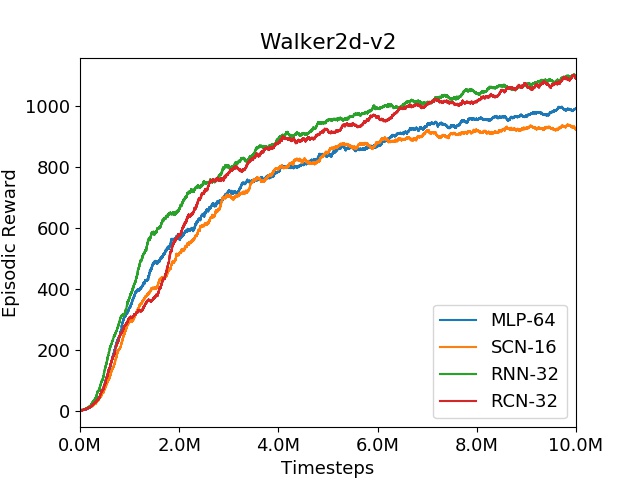 Walker2d-v2
Episodic Reward
1000
800
600
400
200
0
MLP-64
SCN-16
RNN-32
RCN-32
0.0M 2.0M 4.0M 6.0M 8.0M 10.0M
Timesteps